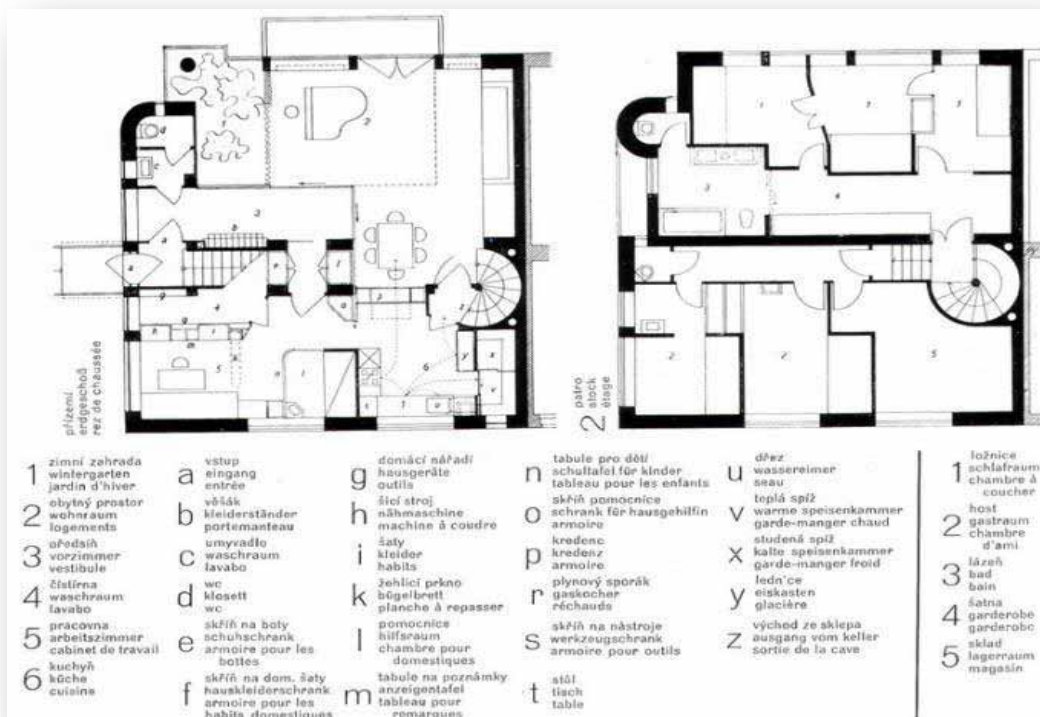 přízemí
erdgeschoß
rez de chaussée
2 patro
stock
étage
1 zimní zahrada
wintergarten
jardin d'hiver
2 obytný prostor
wohnraum
logements
3 předsíň
vorzimmer
vestibule
4 čistírna
waschraum
lavabo
5 pracovna
arbeitszimmer
cabinet de travail
6 kuchyň
küche
cuisine
a vstup
eingang
entrée
b věšák
kleiderständer
portemanteau
c umyvadlo
waschraum
lavabo
d wc
klosett
wc
e skříň na boty
schuhschrank
armoire pour les
bottes
f skříň na dom. šaty
hauskleiderschrank
armoire pour les
habits domestiques
g domácí nářadí
hausgeräte
outils
h šicí stroj
nähmaschine
machine à coudre
i šaty
kleider
habits
k žehlicí prkno
bügelbrett
planche à repasser
l pomocnice
hilfsraum
chambre pour
domestiques
m tabule na poznámky
anzeigentafel
tableau pour
remarques
n tabule pro děti
schultafel für kinder
tableau pour les enfants
o skříň pomocnice
schrank für hausgehilfin
armoire
p kredenc
kredenz
armoire
r plynový sporák
gaskocher
réchauds
s skříň na nástroje
werkzeugschrank
armoire pour outils
t stůl
tisch
table
u dřez
wassereimer
seau
v teplá spíž
warme speisenkammer
garde-manger chaud
x studená spíž
kalte speisenkammer
garde-manger froid
y ledn'ce
eiskasten
glacière
z východ ze sklepa
ausgang vom keller
sortie de la cave
1 ložnice
schlafraum
chambre à
coucher
2 host
gastraum
chambre
d'ami
3 lázeň
bad
bain
4 šatna
garderobe
garderobe
5 sklad
lagerraum
magasin